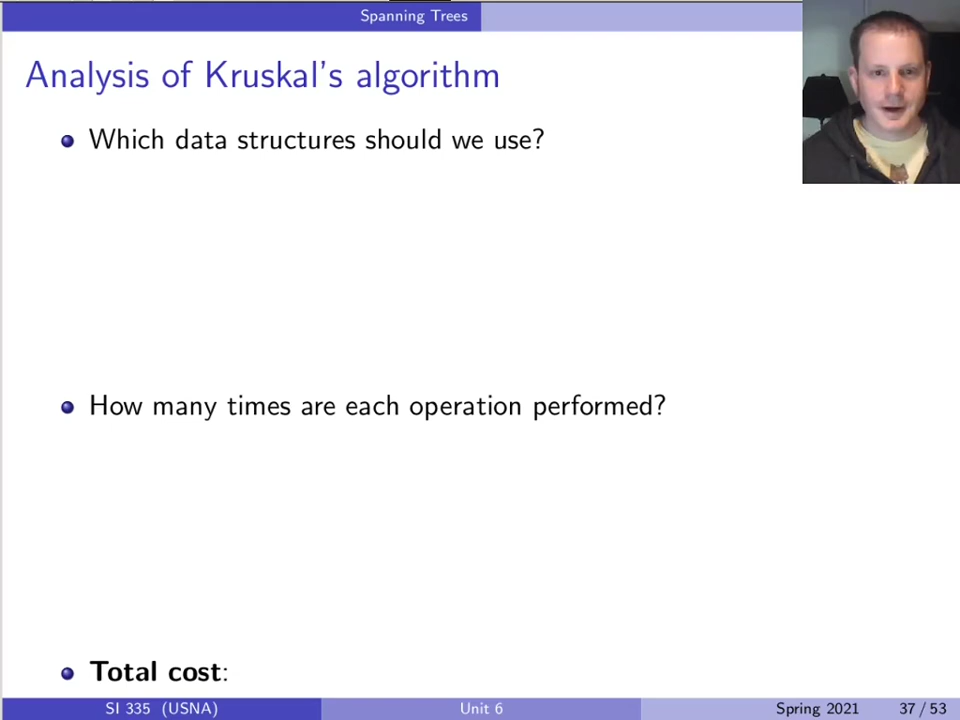 Spanning Trees
Analysis of Kruskal's algorithm
Which data structures should we use?
How many times are each operation performed?
Total cost:
SI 335 (USNA) Unit 6 Spring 2021 37 / 53